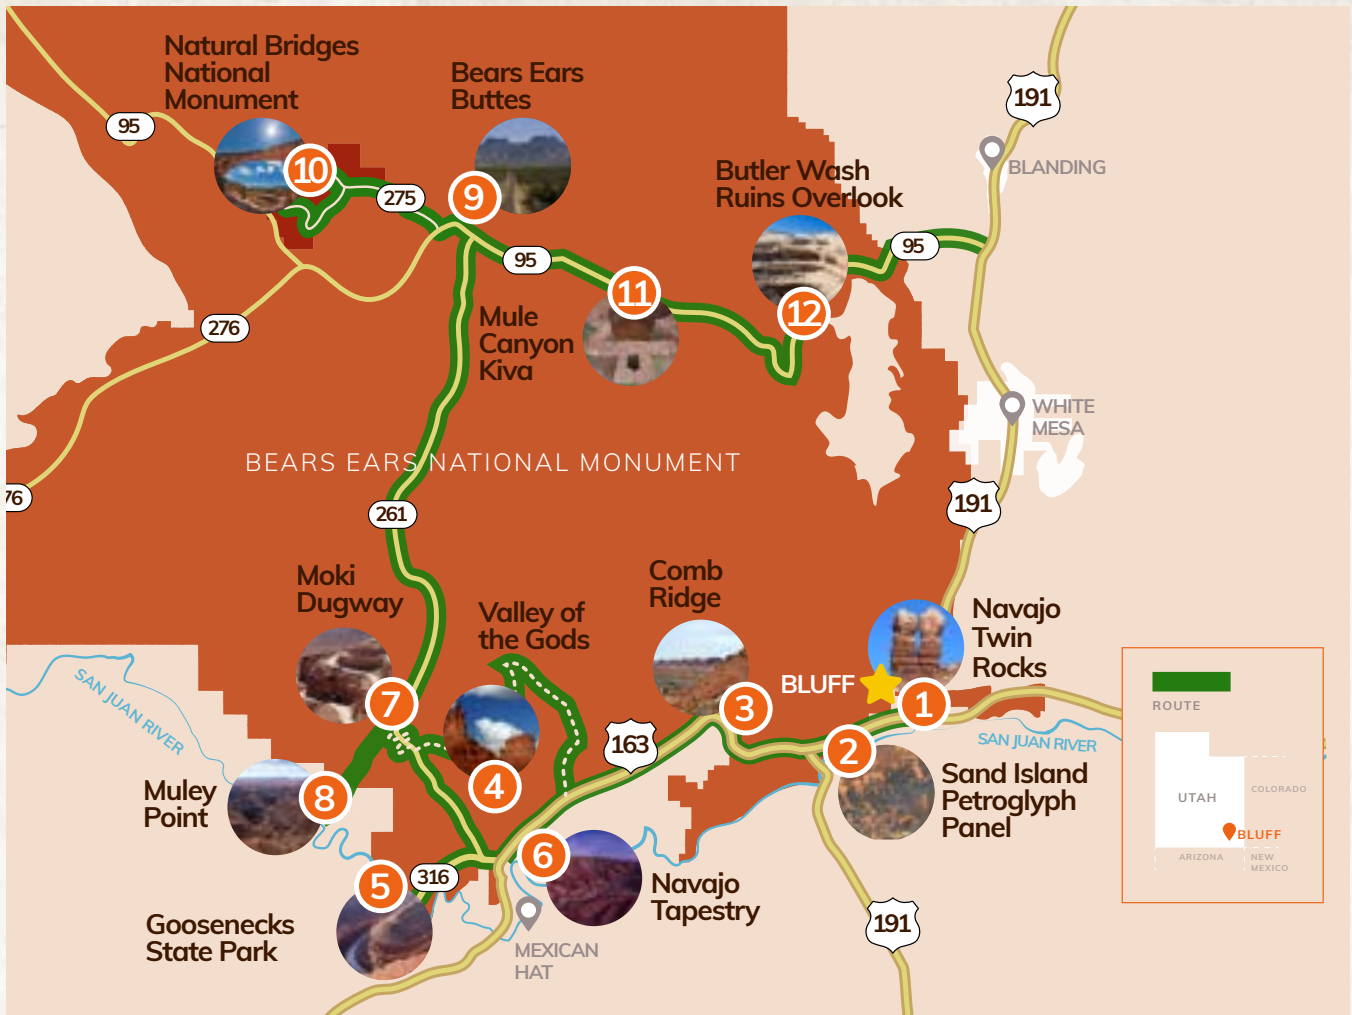 Natural Bridges
National
Monument
Bears Ears
Buttes
191
95
BLANDING
10
275
9
Butler Wash
Ruins Overlook
95
95
11
12
276
Mule
Canyon
Kiva
WHITE
MESA
BEARS EARS NATIONAL MONUMENT
76
261
191
Moki
Dugway
Valley of
the Gods
Comb
Ridge
Navajo
Twin
Rocks
BLUFF
7
3
1
SAN JUAN RIVER
163
2
SAN JUAN RIVER
4
8
Muley
Point
Sand Island
Petroglyph
Panel
6
5
316
Navajo
Tapestry
Goosenecks
State Park
MEXICAN
HAT
191
ROUTE
UTAH
COLORADO
BLUFF
ARIZONA
NEW
MEXICO